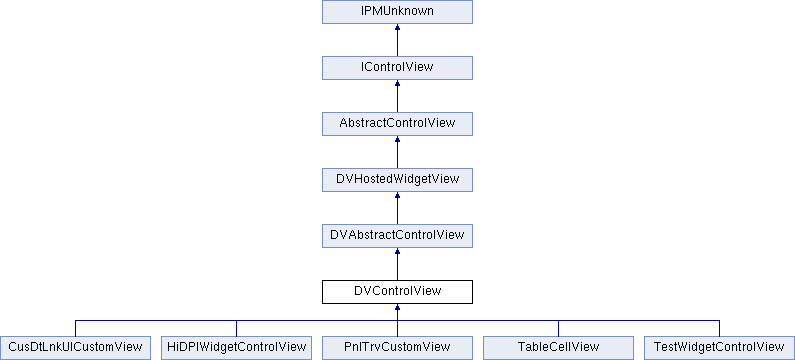 IPMUnknown
IControlView
AbstractControlView
DVHostedWidgetView
DVAbstractControlView
DVControlView
CusDtLnkUICustomView
HiDPIWidgetControlView
PnlTrvCustomView
TableCellView
TestWidgetControlView